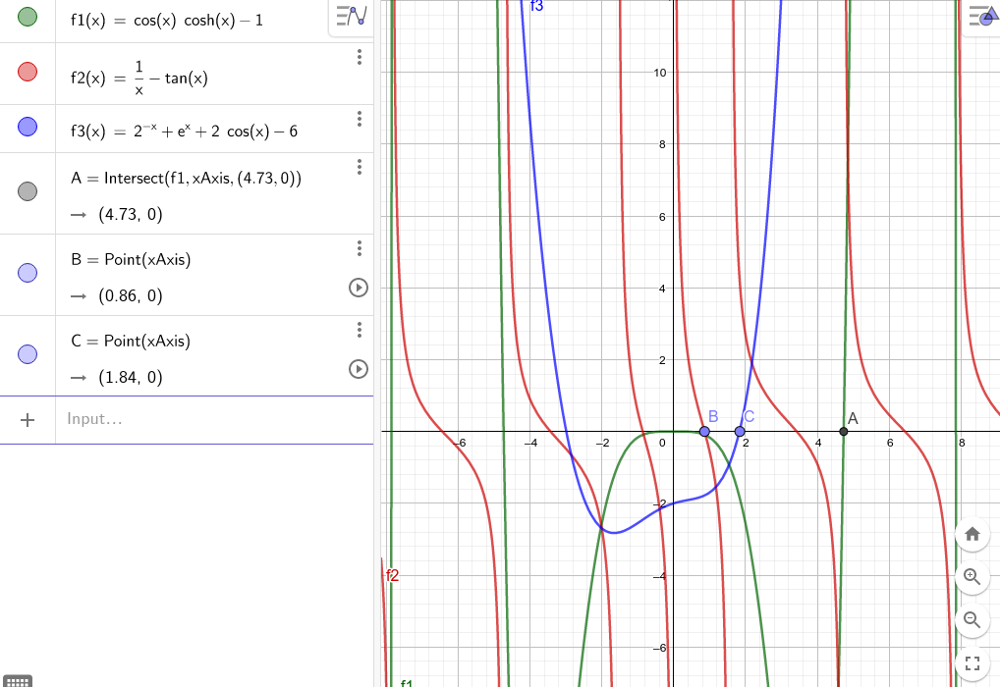 f1(x) = cos(x) cosh(x) − 1
f2(x) = 1/x − tan(x)
f3(x) = 2⁻ˣ + eˣ + 2 cos(x) − 6
A = Intersect(f1, xAxis, (4.73, 0))
→ (4.73, 0)
B = Point(xAxis)
→ (0.86, 0)
C = Point(xAxis)
→ (1.84, 0)
+ Input…
f3
10
8
6
4
2
B C A
−6 −4 −2 0 2 4 6 8
−2
−4
f2
−6
f1